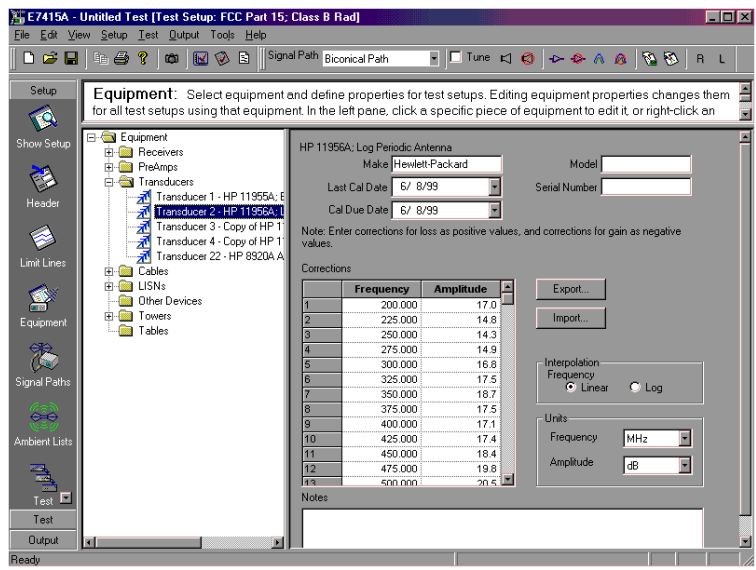 E7415A - Untitled Test [Test Setup: FCC Part 15; Class B Rad]
File Edit View Setup Test Output Tools Help
Signal Path Biconical Path Tune R L
Setup
Show Setup
Header
Limit Lines
Equipment
Signal Paths
Ambient Lists
Test
Test
Output
Equipment: Select equipment and define properties for test setups. Editing equipment properties changes them
for all test setups using that equipment. In the left pane, click a specific piece of equipment to edit it, or right-click an
Equipment
Receivers
PreAmps
Transducers
Transducer 1 - HP 11955A; B
Transducer 2 - HP 11956A; L
Transducer 3 - Copy of HP 1
Transducer 4 - Copy of HP 1
Transducer 22 - HP 8920A A
Cables
LISNs
Other Devices
Towers
Tables
HP 11956A; Log Periodic Antenna
Make Hewlett-Packard Model
Last Cal Date 6/ 8/99 Serial Number
Cal Due Date 6/ 8/99
Note: Enter corrections for loss as positive values, and corrections for gain as negative
values.
Corrections
Frequency Amplitude
1 200.000 17.0
2 225.000 14.8
3 250.000 14.3
4 275.000 14.9
5 300.000 16.8
6 325.000 17.5
7 350.000 18.7
8 375.000 17.5
9 400.000 17.1
10 425.000 17.4
11 450.000 18.4
12 475.000 19.8
13 500.000 20.5
Export...
Import...
Interpolation
Frequency
Linear Log
Units
Frequency MHz
Amplitude dB
Notes
Ready